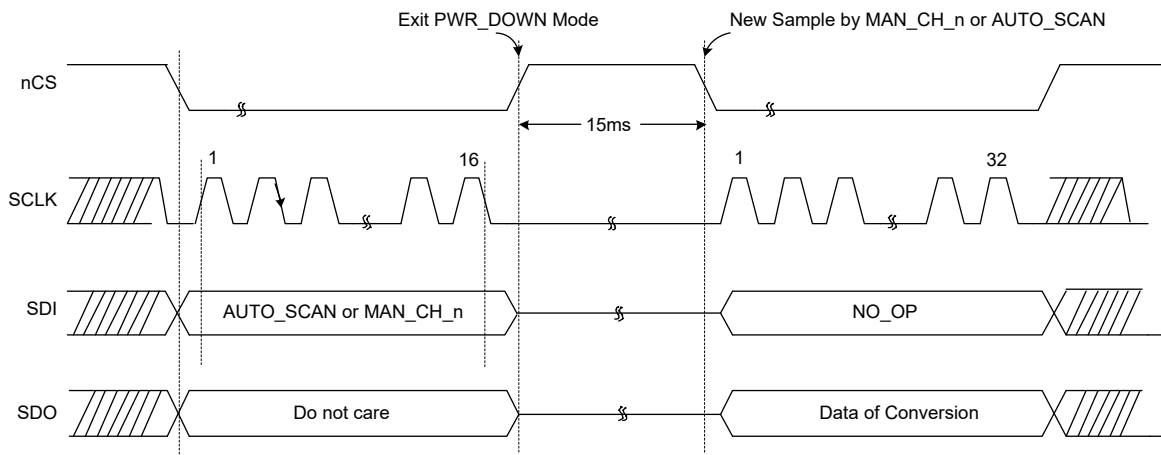 Exit PWR_DOWN Mode
New Sample by MAN_CH_n or AUTO_SCAN
nCS
15ms
1
16
1
32
SCLK
SDI
AUTO_SCAN or MAN_CH_n
NO_OP
SDO
Do not care
Data of Conversion